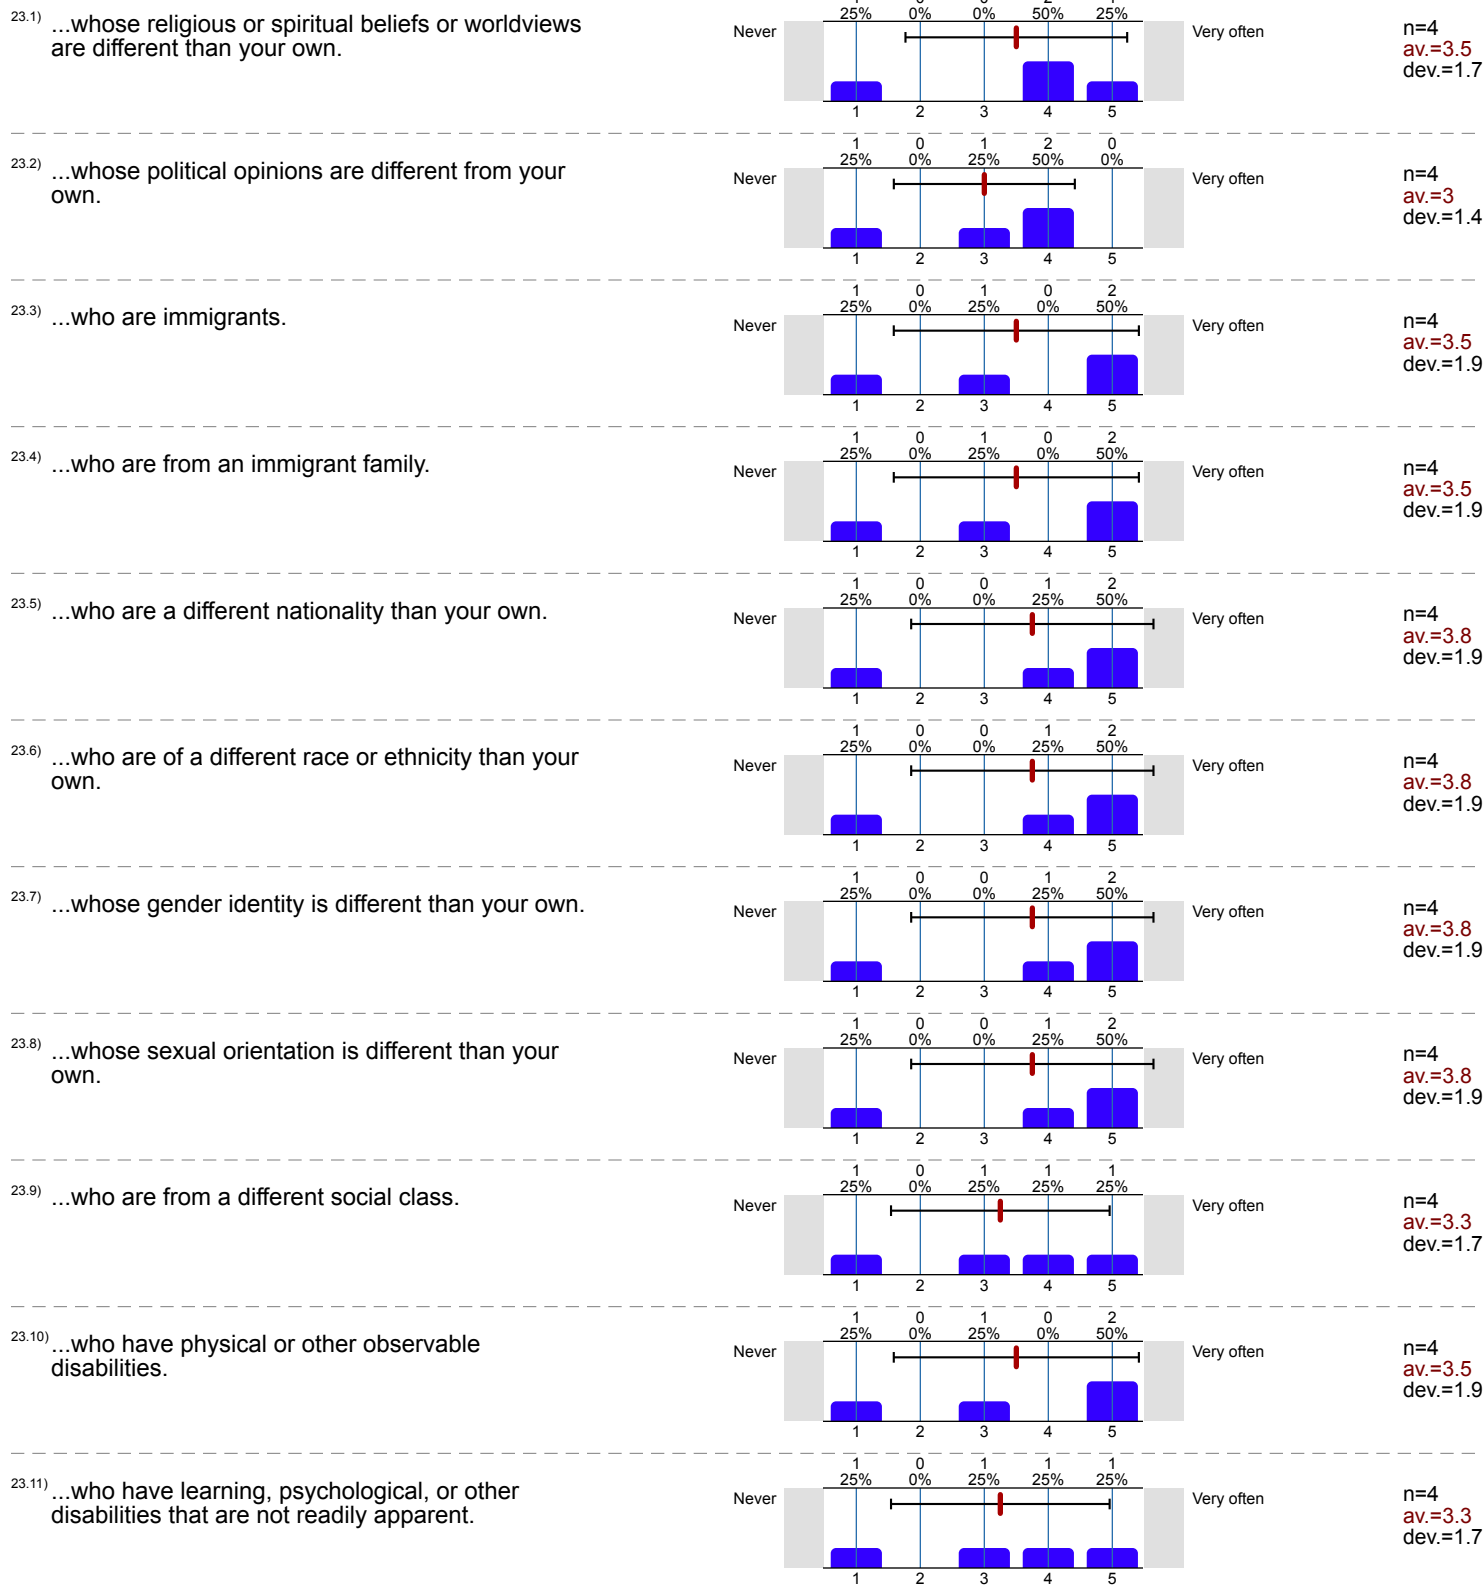 23.1) ...whose religious or spiritual beliefs or worldviews
are different than your own.
25% 0% 0% 50% 25%
Never Very often
1 2 3 4 5
n=4
av.=3.5
dev.=1.7
1 0 1 2 0
25% 0% 25% 50% 0%
23.2) ...whose political opinions are different from your
own.
Never Very often
1 2 3 4 5
n=4
av.=3
dev.=1.4
1 0 1 0 2
25% 0% 25% 0% 50%
23.3) ...who are immigrants.
Never Very often
1 2 3 4 5
n=4
av.=3.5
dev.=1.9
1 0 1 0 2
25% 0% 25% 0% 50%
23.4) ...who are from an immigrant family.
Never Very often
1 2 3 4 5
n=4
av.=3.5
dev.=1.9
1 0 0 1 2
25% 0% 0% 25% 50%
23.5) ...who are a different nationality than your own.
Never Very often
1 2 3 4 5
n=4
av.=3.8
dev.=1.9
1 0 0 1 2
25% 0% 0% 25% 50%
23.6) ...who are of a different race or ethnicity than your
own.
Never Very often
1 2 3 4 5
n=4
av.=3.8
dev.=1.9
1 0 0 1 2
25% 0% 0% 25% 50%
23.7) ...whose gender identity is different than your own.
Never Very often
1 2 3 4 5
n=4
av.=3.8
dev.=1.9
1 0 0 1 2
25% 0% 0% 25% 50%
23.8) ...whose sexual orientation is different than your
own.
Never Very often
1 2 3 4 5
n=4
av.=3.8
dev.=1.9
1 0 1 1 1
25% 0% 25% 25% 25%
23.9) ...who are from a different social class.
Never Very often
1 2 3 4 5
n=4
av.=3.3
dev.=1.7
1 0 1 0 2
25% 0% 25% 0% 50%
23.10) ...who have physical or other observable
disabilities.
Never Very often
1 2 3 4 5
n=4
av.=3.5
dev.=1.9
1 0 1 1 1
25% 0% 25% 25% 25%
23.11) ...who have learning, psychological, or other
disabilities that are not readily apparent.
Never Very often
1 2 3 4 5
n=4
av.=3.3
dev.=1.7